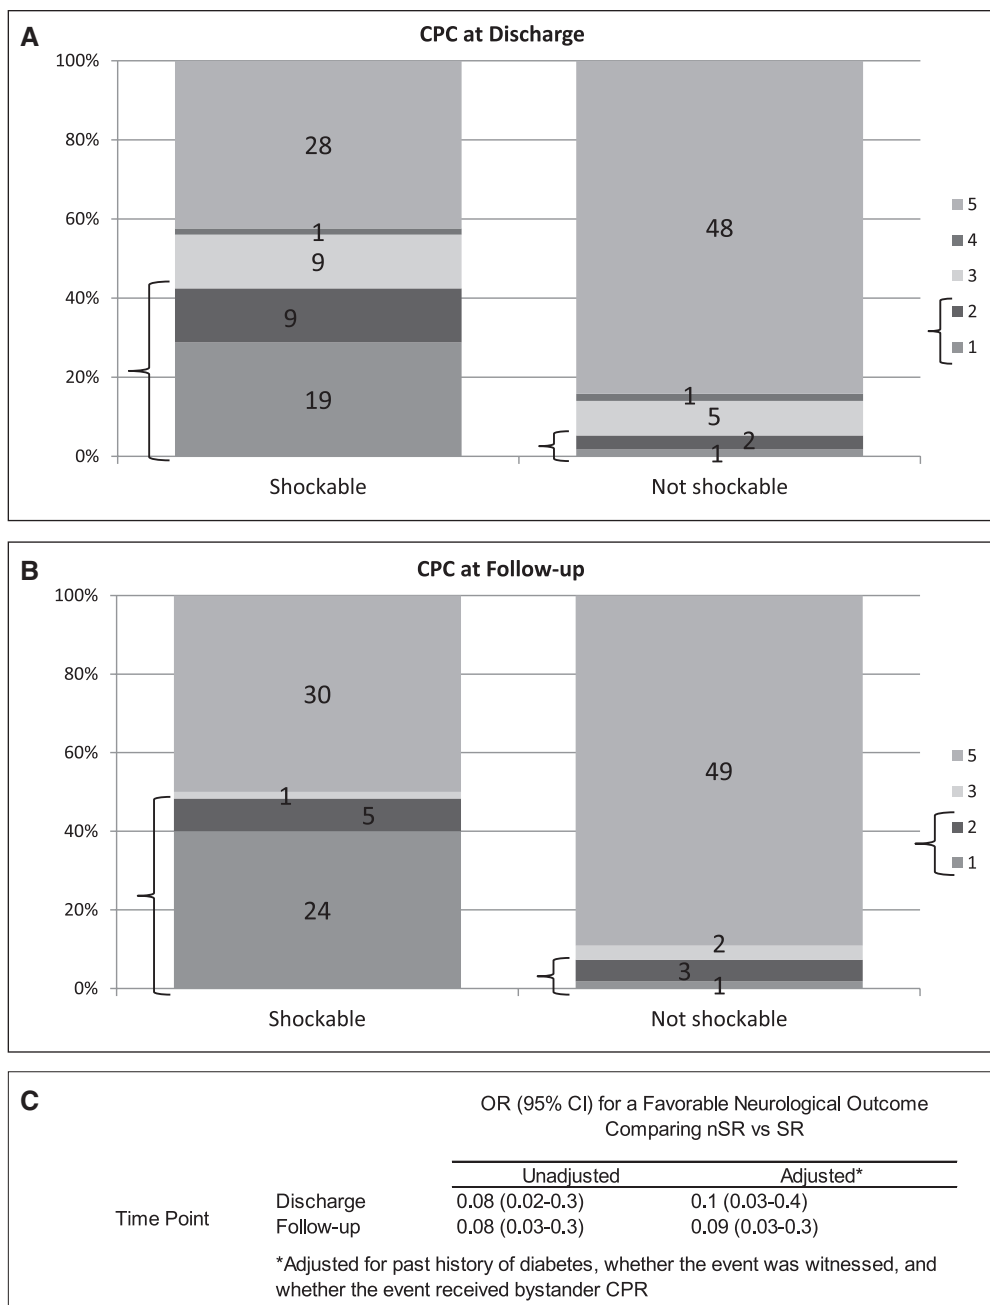 A
CPC at Discharge
100%
80%
60%
40%
20%
0%
28
1
9
9
19
48
1
5
2
1
Shockable
Not shockable
5
4
3
2
1
B
CPC at Follow-up
100%
80%
60%
40%
20%
0%
30
1
5
24
49
2
3
1
Shockable
Not shockable
5
3
2
1
C
OR (95% CI) for a Favorable Neurological Outcome
Comparing nSR vs SR
Unadjusted Adjusted*
Time Point
Discharge 0.08 (0.02-0.3) 0.1 (0.03-0.4)
Follow-up 0.08 (0.03-0.3) 0.09 (0.03-0.3)
*Adjusted for past history of diabetes, whether the event was witnessed, and
whether the event received bystander CPR